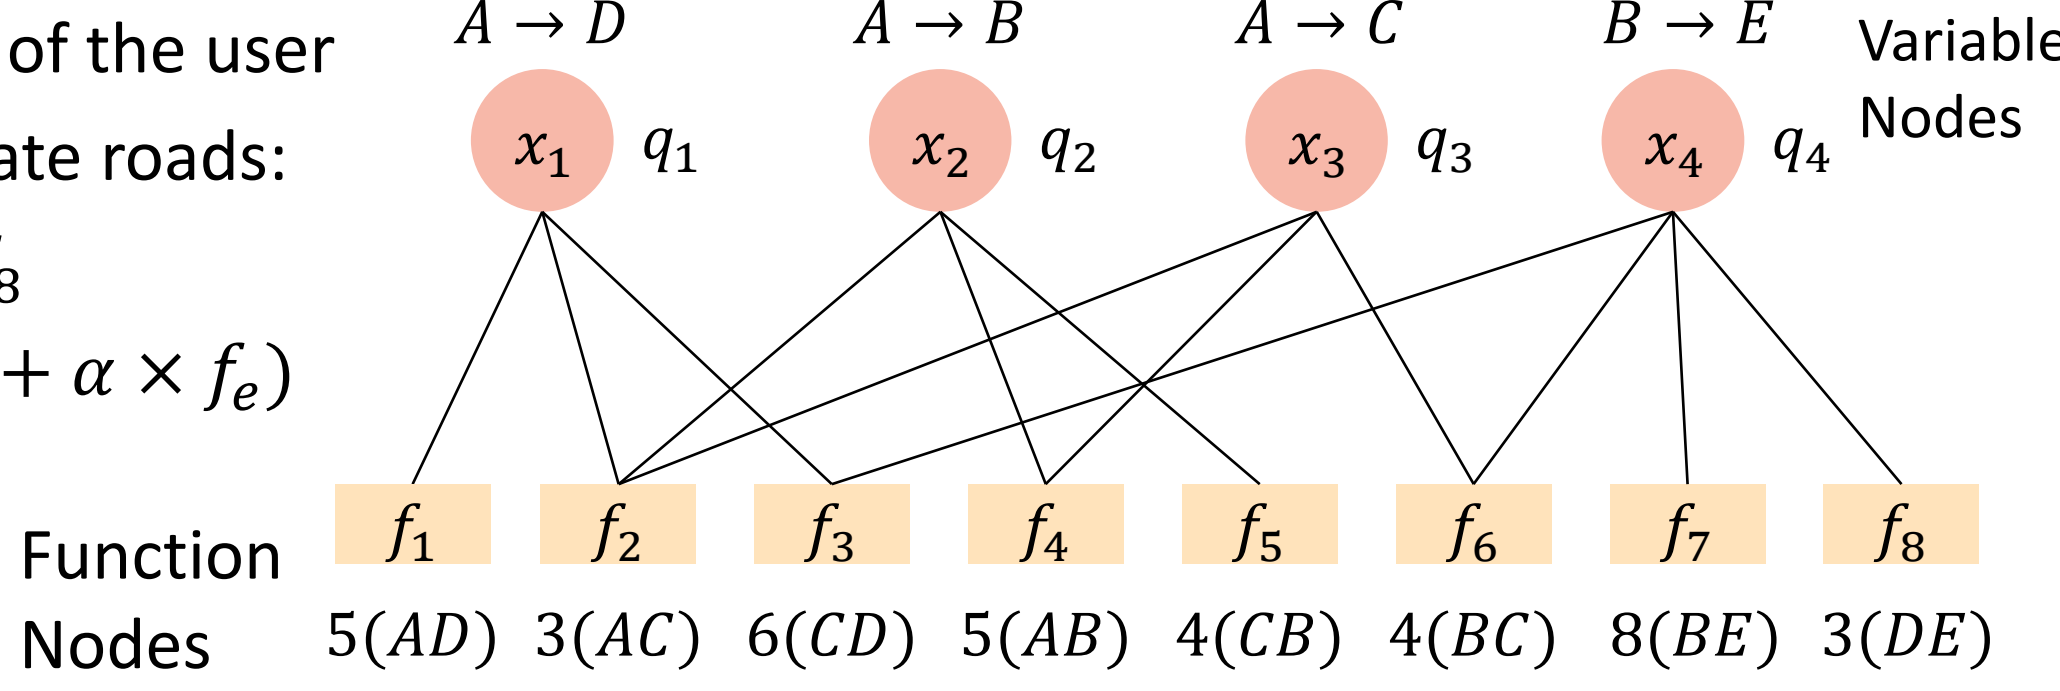 of the user
ate roads:
8
+ α × fₑ)
A → D A → B A → C B → E
Variable
Nodes
x₁ q₁ x₂ q₂ x₃ q₃ x₄ q₄
f₁ f₂ f₃ f₄ f₅ f₆ f₇ f₈
Function
Nodes
5(AD) 3(AC) 6(CD) 5(AB) 4(CB) 4(BC) 8(BE) 3(DE)